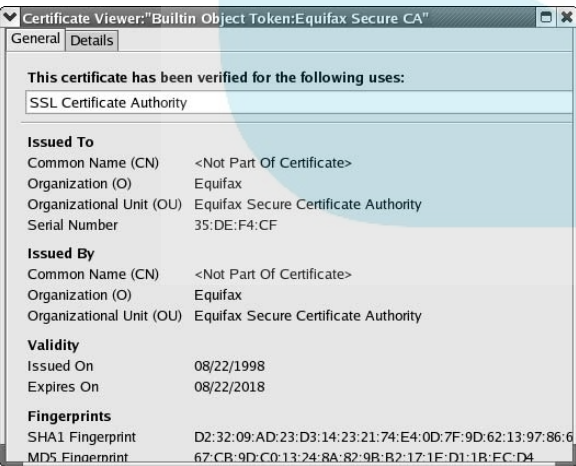 Certificate Viewer:"Builtin Object Token:Equifax Secure CA"
General Details
This certificate has been verified for the following uses:
SSL Certificate Authority
Issued To
Common Name (CN) <Not Part Of Certificate>
Organization (O) Equifax
Organizational Unit (OU) Equifax Secure Certificate Authority
Serial Number 35:DE:F4:CF
Issued By
Common Name (CN) <Not Part Of Certificate>
Organization (O) Equifax
Organizational Unit (OU) Equifax Secure Certificate Authority
Validity
Issued On 08/22/1998
Expires On 08/22/2018
Fingerprints
SHA1 Fingerprint D2:32:09:AD:23:D3:14:23:21:74:E4:0D:7F:9D:62:13:97:86:6
MD5 Fingerprint 67:CB:9D:C0:13:24:8A:82:9B:B2:17:1E:D1:1B:EC:D4